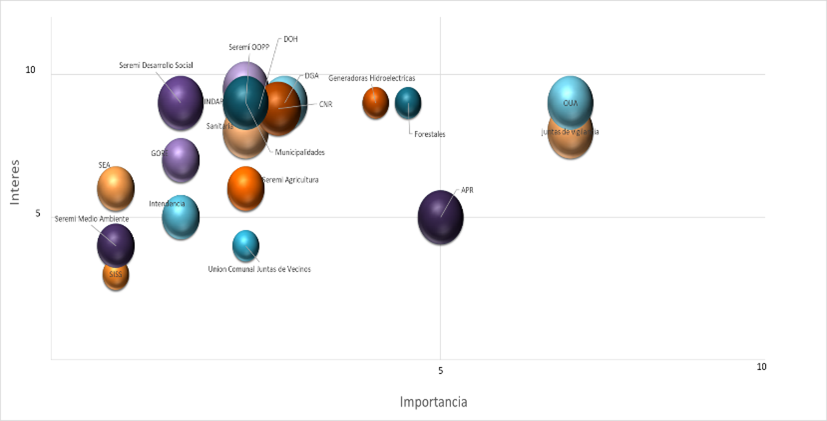 DOH
Seremi OOPP
Seremi Desarrollo Social
10
DGA
Generadoras Hidroelectricas
INDAP
CNR
OUA
Sanitaria
Forestales
juntas de vigilancia
Municipalidades
GORE
SEA
Seremi Agricultura
Interes
APR
Intendencia
5
Seremi Medio Ambiente
Union Comunal Juntas de Vecinos
SISS
5
10
Importancia